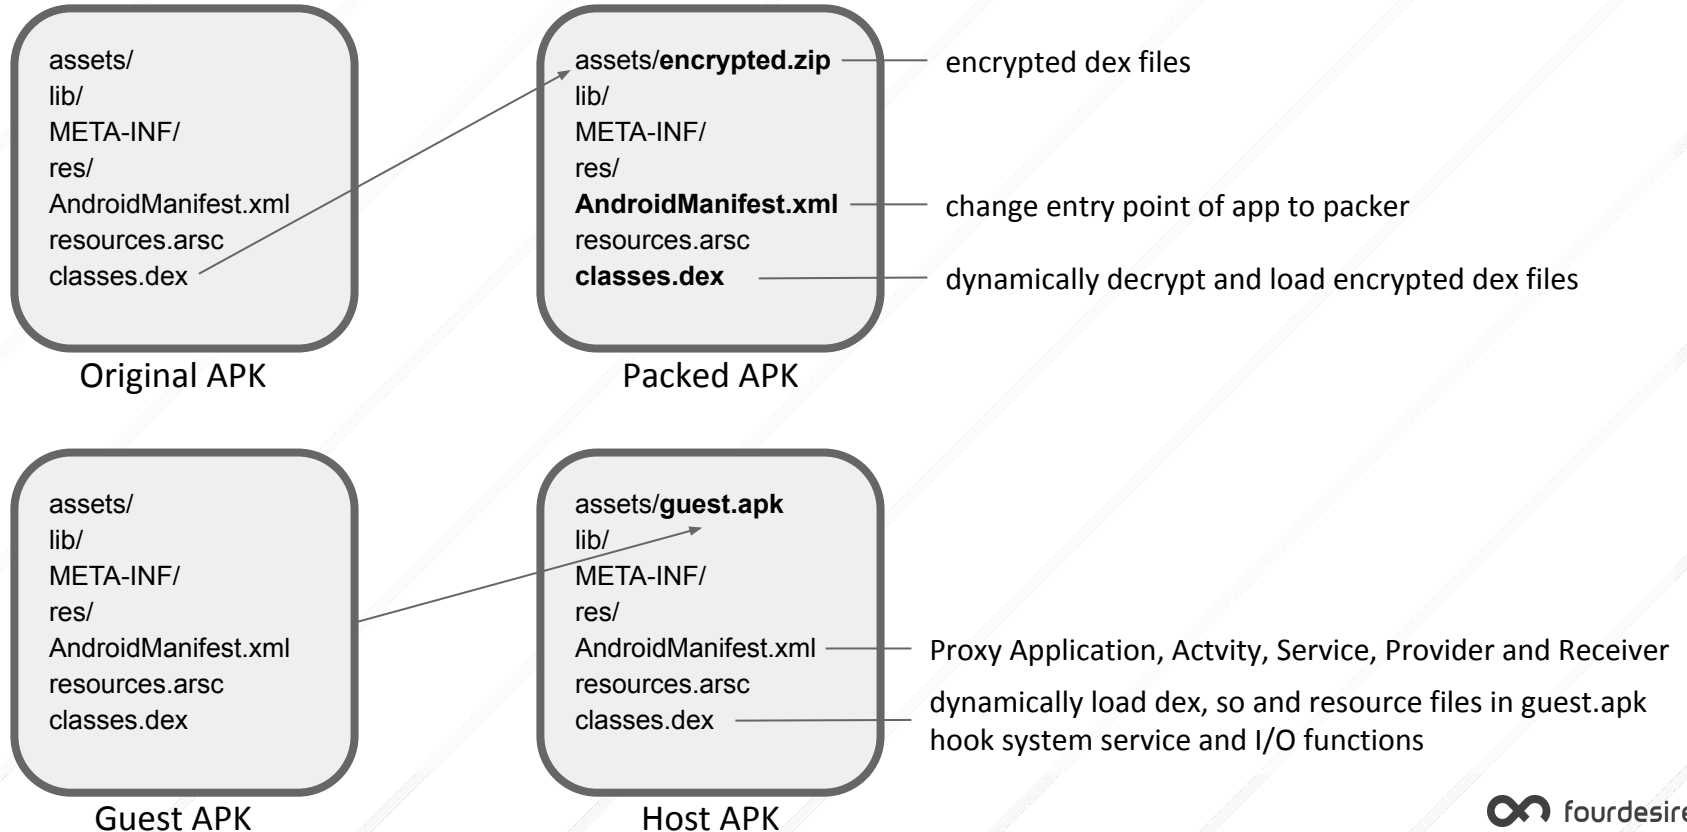 assets/
lib/
META-INF/
res/
AndroidManifest.xml
resources.arsc
classes.dex
Original APK
assets/encrypted.zip
lib/
META-INF/
res/
AndroidManifest.xml
resources.arsc
classes.dex
Packed APK
encrypted dex files
change entry point of app to packer
dynamically decrypt and load encrypted dex files
assets/
lib/
META-INF/
res/
AndroidManifest.xml
resources.arsc
classes.dex
Guest APK
assets/guest.apk
lib/
META-INF/
res/
AndroidManifest.xml
resources.arsc
classes.dex
Host APK
Proxy Application, Actvity, Service, Provider and Receiver
dynamically load dex, so and resource files in guest.apk
hook system service and I/O functions
fourdesire